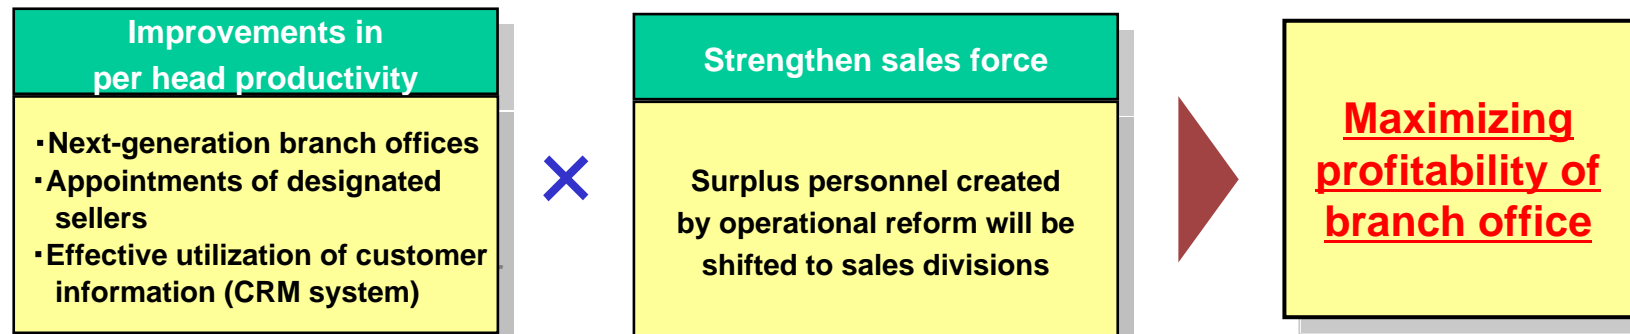 Improvements in
per head productivity
・Next-generation branch offices
・Appointments of designated
sellers
・Effective utilization of customer
information (CRM system)
×
Strengthen sales force
Surplus personnel created
by operational reform will be
shifted to sales divisions
Maximizing
profitability of
branch office